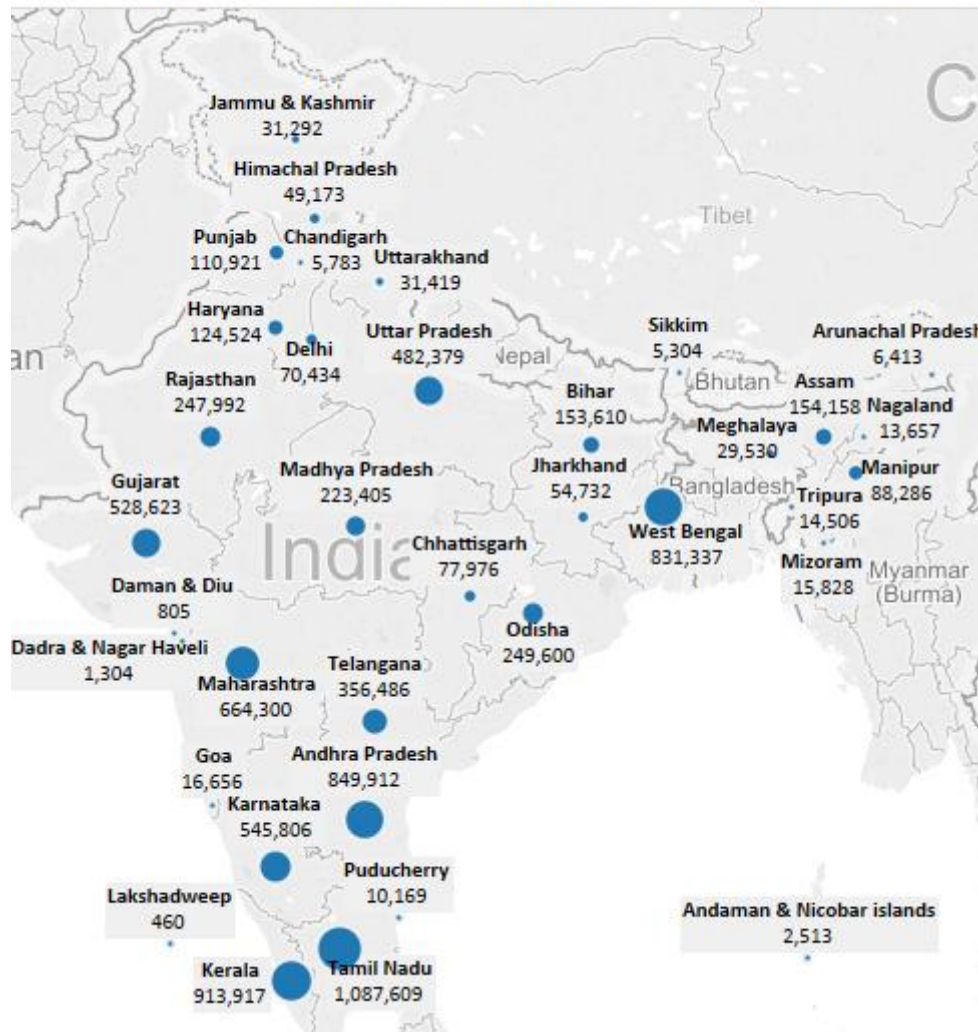 C
Jammu & Kashmir
31,292
Himachal Pradesh
49,173
Tibet
Punjab
110,921
Chandigarh
5,783
Uttarakhand
31,419
Haryana
124,524
Delhi
70,434
Uttar Pradesh
482,379
Nepal
Sikkim
5,304
Bhutan
Arunachal Pradesh
6,413
an
Rajasthan
247,992
Bihar
153,610
Assam
154,158
Nagaland
13,657
Meghalaya
29,530
Gujarat
528,623
Madhya Pradesh
223,405
Jharkhand
54,732
Bangladesh
Manipur
88,286
Tripura
14,506
India
West Bengal
831,337
Chhattisgarh
77,976
Mizoram
15,828
Myanmar
(Burma)
Daman & Diu
805
Odisha
249,600
Dadra & Nagar Haveli
1,304
Maharashtra
664,300
Telangana
356,486
Goa
16,656
Andhra Pradesh
849,912
Karnataka
545,806
Puducherry
10,169
Lakshadweep
460
Andaman & Nicobar islands
2,513
Kerala
913,917
Tamil Nadu
1,087,609